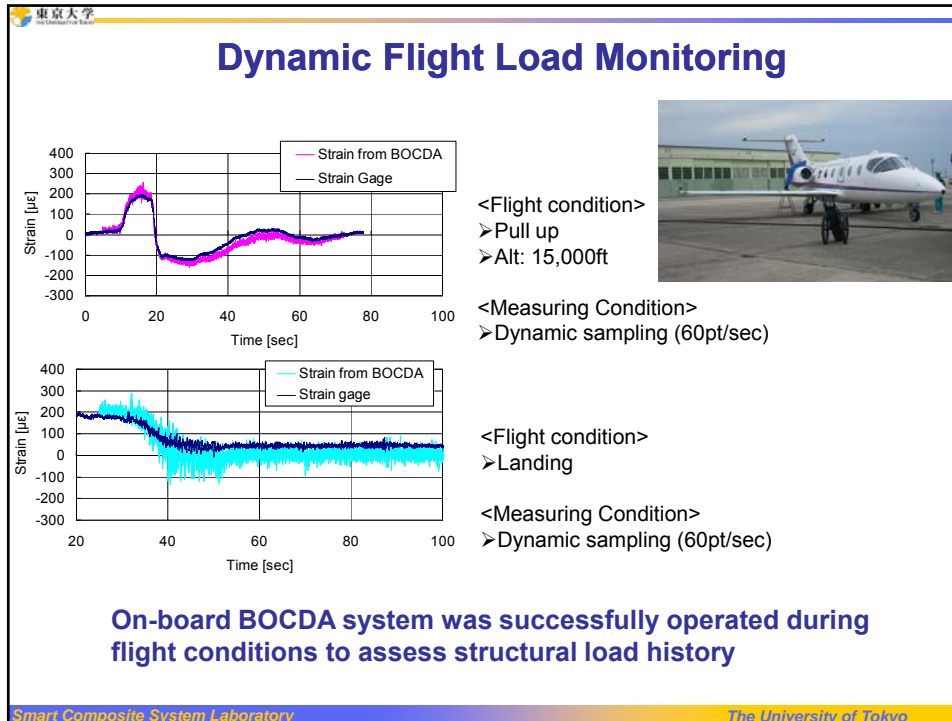 東京大学
THE UNIVERSITY OF TOKYO
Dynamic Flight Load Monitoring
400
300
200
100
0
-100
-200
-300
Strain [με]
Strain from BOCDA
Strain Gage
0 20 40 60 80 100
Time [sec]
<Flight condition>
➢Pull up
➢Alt: 15,000ft
<Measuring Condition>
➢Dynamic sampling (60pt/sec)
400
300
200
100
0
-100
-200
-300
Strain [με]
Strain from BOCDA
Strain gage
20 40 60 80 100
Time [sec]
<Flight condition>
➢Landing
<Measuring Condition>
➢Dynamic sampling (60pt/sec)
On-board BOCDA system was successfully operated during
flight conditions to assess structural load history
Smart Composite System Laboratory
The University of Tokyo